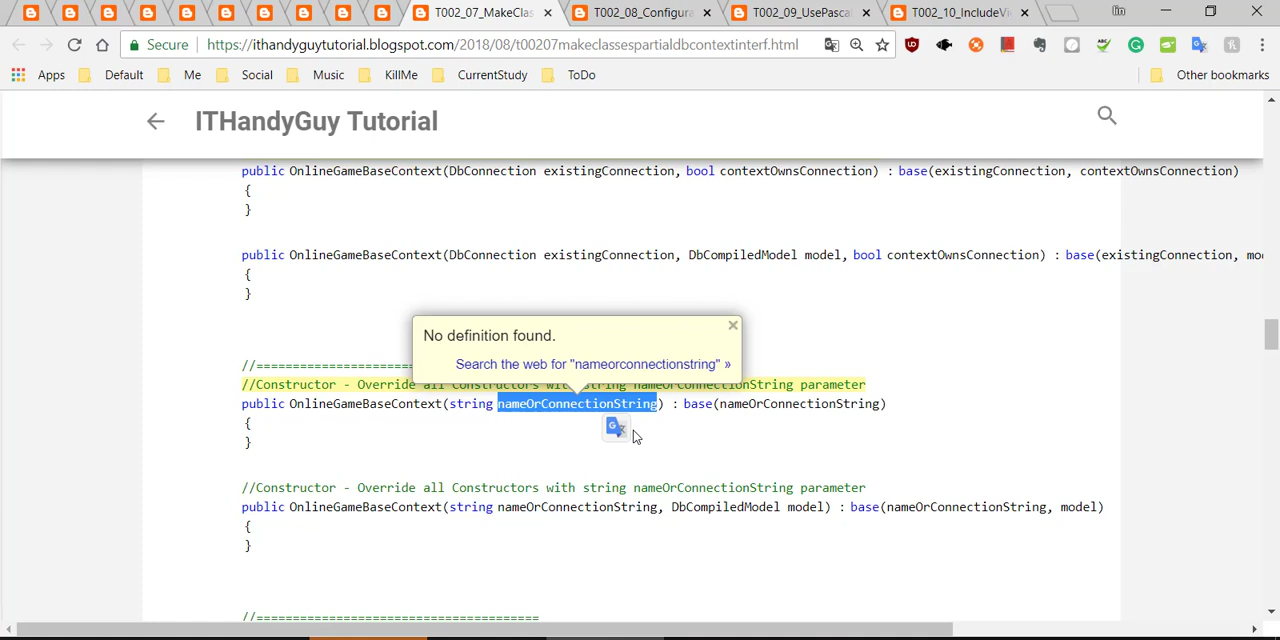 T002_07_MakeClas
T002_08_Configura
T002_09_UsePasca
T002_10_IncludeVi
Secure
https://ithandyguytutorial.blogspot.com/2018/08/t00207makeclassespartialdbcontextinterf.html
Apps Default Me Social Music KillMe CurrentStudy ToDo Other bookmarks
ITHandyGuy Tutorial
public OnlineGameBaseContext(DbConnection existingConnection, bool contextOwnsConnection) : base(existingConnection, contextOwnsConnection)
{
}
public OnlineGameBaseContext(DbConnection existingConnection, DbCompiledModel model, bool contextOwnsConnection) : base(existingConnection, mo
{
}
No definition found.
Search the web for "nameorconnectionstring" »
//======================
//Constructor - Override all Constructors with string nameOrConnectionString parameter
public OnlineGameBaseContext(string nameOrConnectionString) : base(nameOrConnectionString)
{
}
//Constructor - Override all Constructors with string nameOrConnectionString parameter
public OnlineGameBaseContext(string nameOrConnectionString, DbCompiledModel model) : base(nameOrConnectionString, model)
{
}
//=====================================